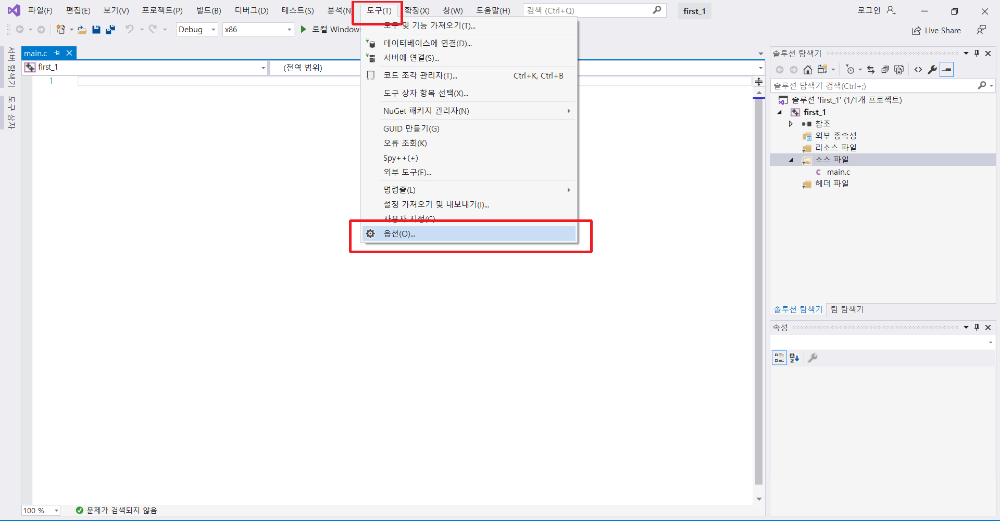 파일(F) 편집(E) 보기(V) 프로젝트(P) 빌드(B) 디버그(D) 테스트(S) 분석(N) 도구(T) 확장(X) 창(W) 도움말(H) 검색 (Ctrl+Q) first_1 로그인
Debug x86 로컬 Windows Live Share
서버 탐색기
도구 상자
main.c
first_1 (전역 범위)
1
도구 및 기능 가져오기(T)...
데이터베이스에 연결(D)...
서버에 연결(S)...
코드 조각 관리자(T)... Ctrl+K, Ctrl+B
도구 상자 항목 선택(X)...
NuGet 패키지 관리자(N)
GUID 만들기(G)
오류 조회(K)
Spy++(+)
외부 도구(E)...
명령줄(L)
설정 가져오기 및 내보내기(I)...
사용자 지정(C)...
옵션(O)...
솔루션 탐색기
솔루션 탐색기 검색(Ctrl+;)
솔루션 'first_1' (1/1개 프로젝트)
first_1
참조
외부 종속성
리소스 파일
소스 파일
main.c
헤더 파일
솔루션 탐색기 팀 탐색기
속성
100 % 문제가 검색되지 않음